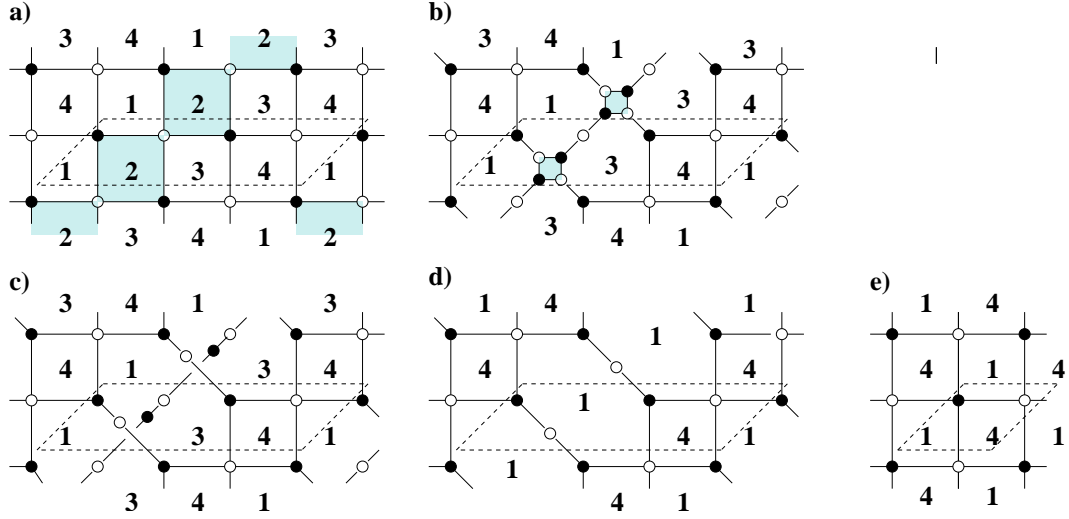 a) b)
3 4 1 2 3 3 4 1 3
4 1 2 3 4 4 1 3 4
1 2 3 4 1 1 3 4 1
2 3 4 1 2 3 4 1
c) d) e)
3 4 1 3 1 4 1 1 4
4 1 3 4 4 1 4 4 1 4
1 3 4 1 4 1 1 4 1
3 4 1 1 4 1 4 1